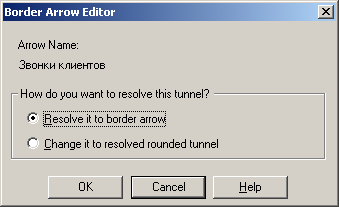 Border Arrow Editor
Arrow Name:
Звонки клиентов
How do you want to resolve this tunnel?
Resolve it to border arrow
Change it to resolved rounded tunnel
OK Cancel Help